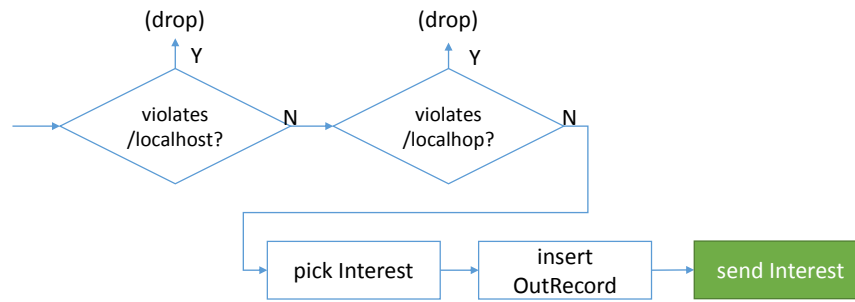 (drop)
(drop)
Y
Y
violates
/localhost?
N
violates
/localhop?
N
pick Interest
insert
OutRecord
send Interest